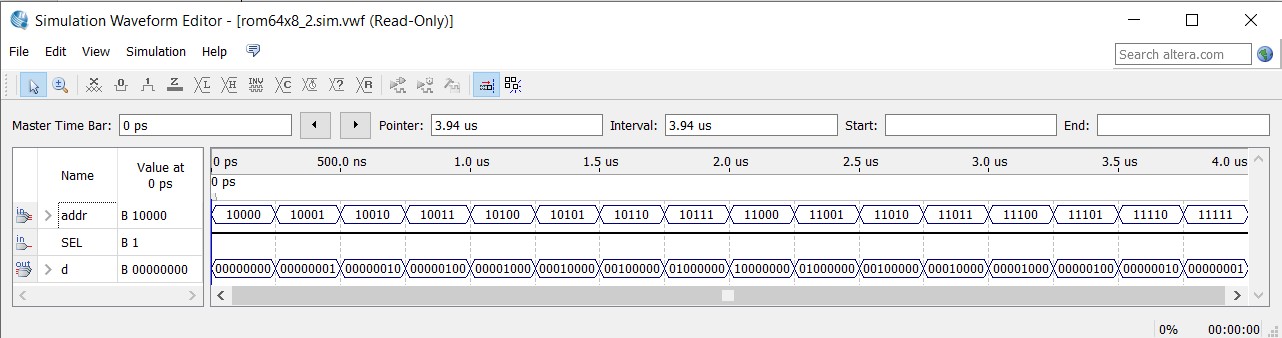 Simulation Waveform Editor - [rom64x8_2.sim.vwf (Read-Only)]
File Edit View Simulation Help
Search altera.com
Master Time Bar: 0 ps Pointer: 3.94 us Interval: 3.94 us Start: End:
Name Value at 0 ps
0 ps 500.0 ns 1.0 us 1.5 us 2.0 us 2.5 us 3.0 us 3.5 us 4.0 us
0 ps
addr B 10000 10000 10001 10010 10011 10100 10101 10110 10111 11000 11001 11010 11011 11100 11101 11110 11111
SEL B 1
d B 00000000 00000000 00000001 00000010 00000100 00001000 00010000 00100000 01000000 10000000 01000000 00100000 00010000 00001000 00000100 00000010 00000001
0% 00:00:00